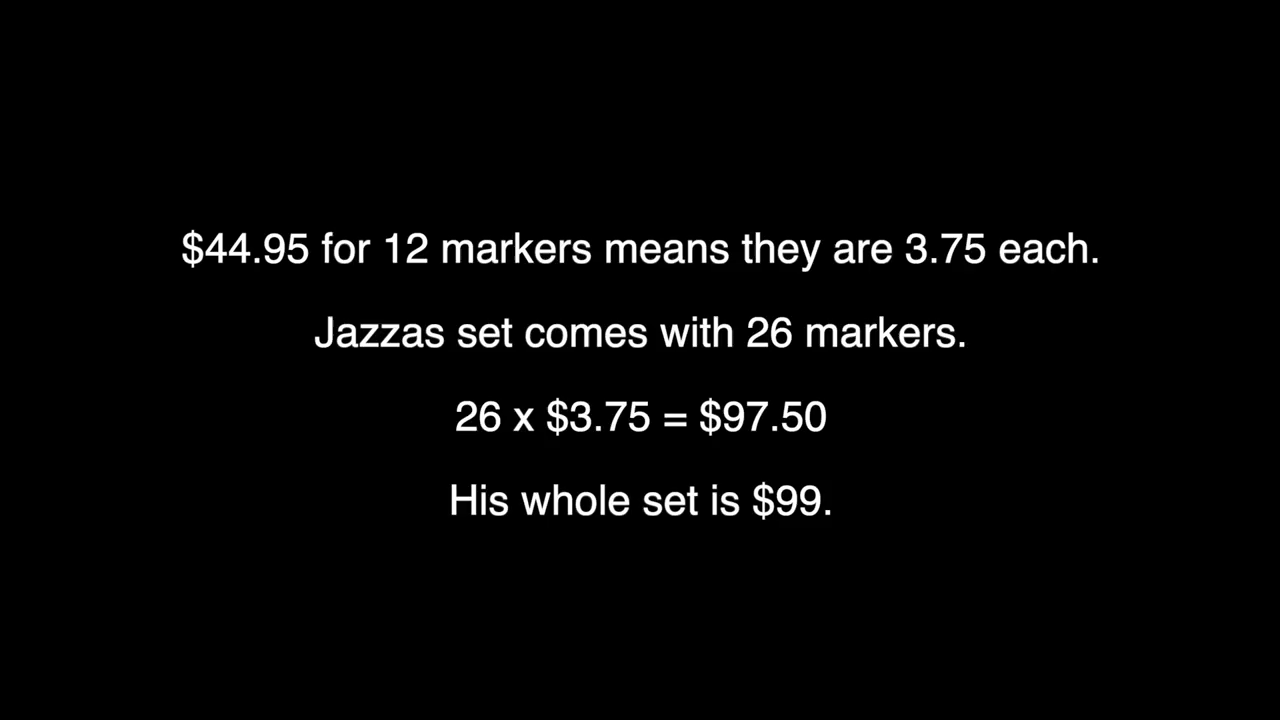 $44.95 for 12 markers means they are 3.75 each.
Jazzas set comes with 26 markers.
26 x $3.75 = $97.50
His whole set is $99.